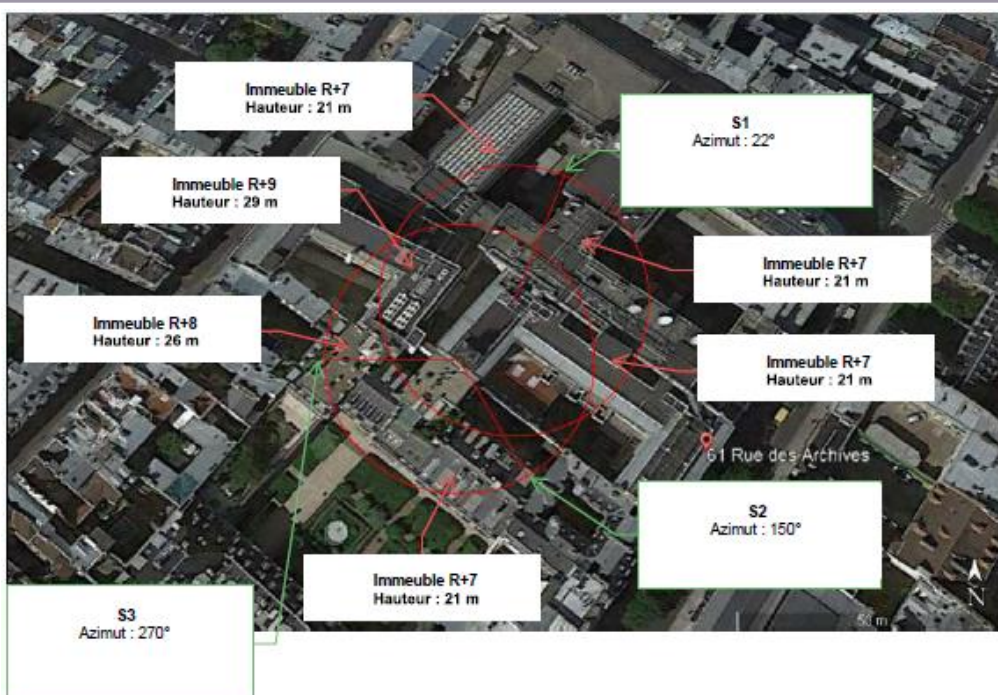 Immeuble R+7
Hauteur : 21 m
S1
Azimut : 22°
Immeuble R+9
Hauteur : 29 m
Immeuble R+7
Hauteur : 21 m
Immeuble R+8
Hauteur : 26 m
Immeuble R+7
Hauteur : 21 m
61 Rue des Archives
S2
Azimut : 150°
Immeuble R+7
Hauteur : 21 m
S3
Azimut : 270°
N
50 m